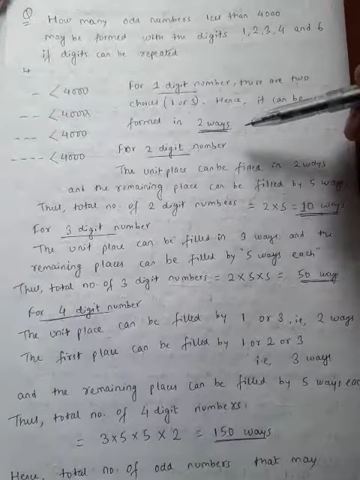 Q How many odd numbers less than 4000
may be formed with the digits 1, 2, 3, 4 and 6
if digits can be repeated
_ < 4000 For 1 digit number, there are two
choices (1 or 3). Hence, it can be
_ _ < 4000 formed in 2 ways
_ _ _ < 4000
_ _ _ _ < 4000 For 2 digit number
The unit place can be filled in 2 ways
and the remaining place can be filled by 5 ways
Thus, total no. of 2 digit numbers = 2 x 5 = 10 ways
For 3 digit number
The unit place can be filled in 3 ways and the
remaining places can be filled by "5 ways each"
Thus, total no. of 3 digit numbers = 2 x 5 x 5 = 50 ways
For 4 digit number
The unit place can be filled by 1 or 3, i.e, 2 ways
The first place can be filled by 1 or 2 or 3
i.e, 3 ways
and the remaining places can be filled by 5 ways each
Thus, total no. of 4 digit numbers:
= 3 x 5 x 5 x 2 = 150 ways
Hence, total no. of odd numbers that may